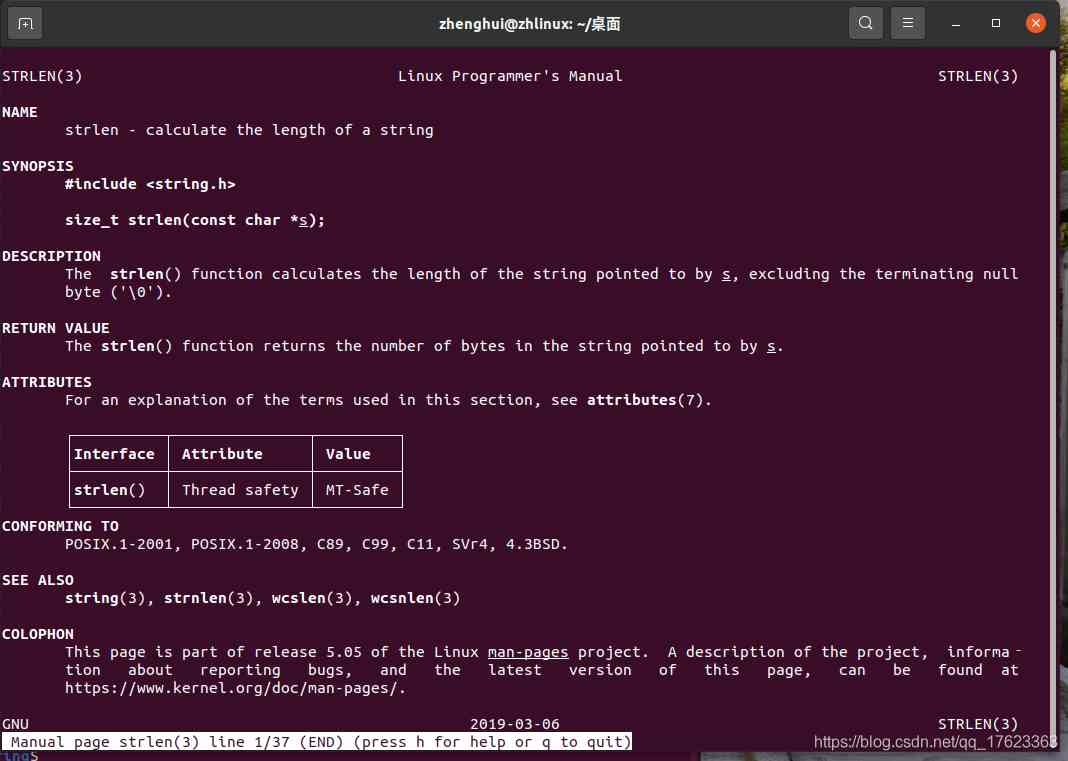 zhenghui@zhlinux: ~/桌面
STRLEN(3) Linux Programmer's Manual STRLEN(3)
NAME
strlen - calculate the length of a string
SYNOPSIS
#include <string.h>
size_t strlen(const char *s);
DESCRIPTION
The strlen() function calculates the length of the string pointed to by s, excluding the terminating null
byte ('\0').
RETURN VALUE
The strlen() function returns the number of bytes in the string pointed to by s.
ATTRIBUTES
For an explanation of the terms used in this section, see attributes(7).
Interface Attribute Value
strlen() Thread safety MT-Safe
CONFORMING TO
POSIX.1-2001, POSIX.1-2008, C89, C99, C11, SVr4, 4.3BSD.
SEE ALSO
string(3), strnlen(3), wcslen(3), wcsnlen(3)
COLOPHON
This page is part of release 5.05 of the Linux man-pages project. A description of the project, informa-
tion about reporting bugs, and the latest version of this page, can be found at
https://www.kernel.org/doc/man-pages/.
GNU 2019-03-06 STRLEN(3)
Manual page strlen(3) line 1/37 (END) (press h for help or q to quit)
https://blog.csdn.net/qq_17623363